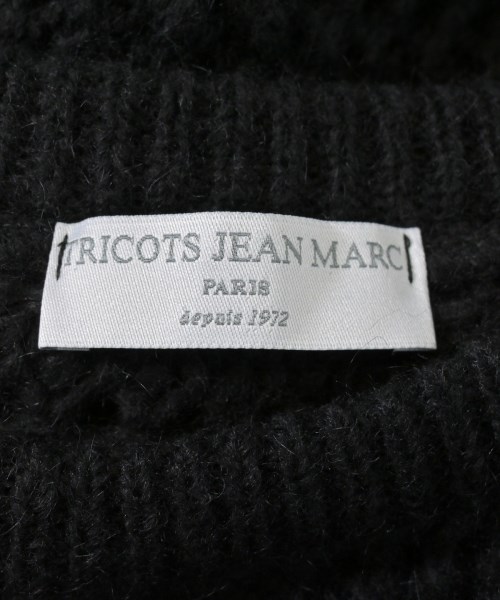 TRICOTS JEAN MARC
PARIS
depuis 1972